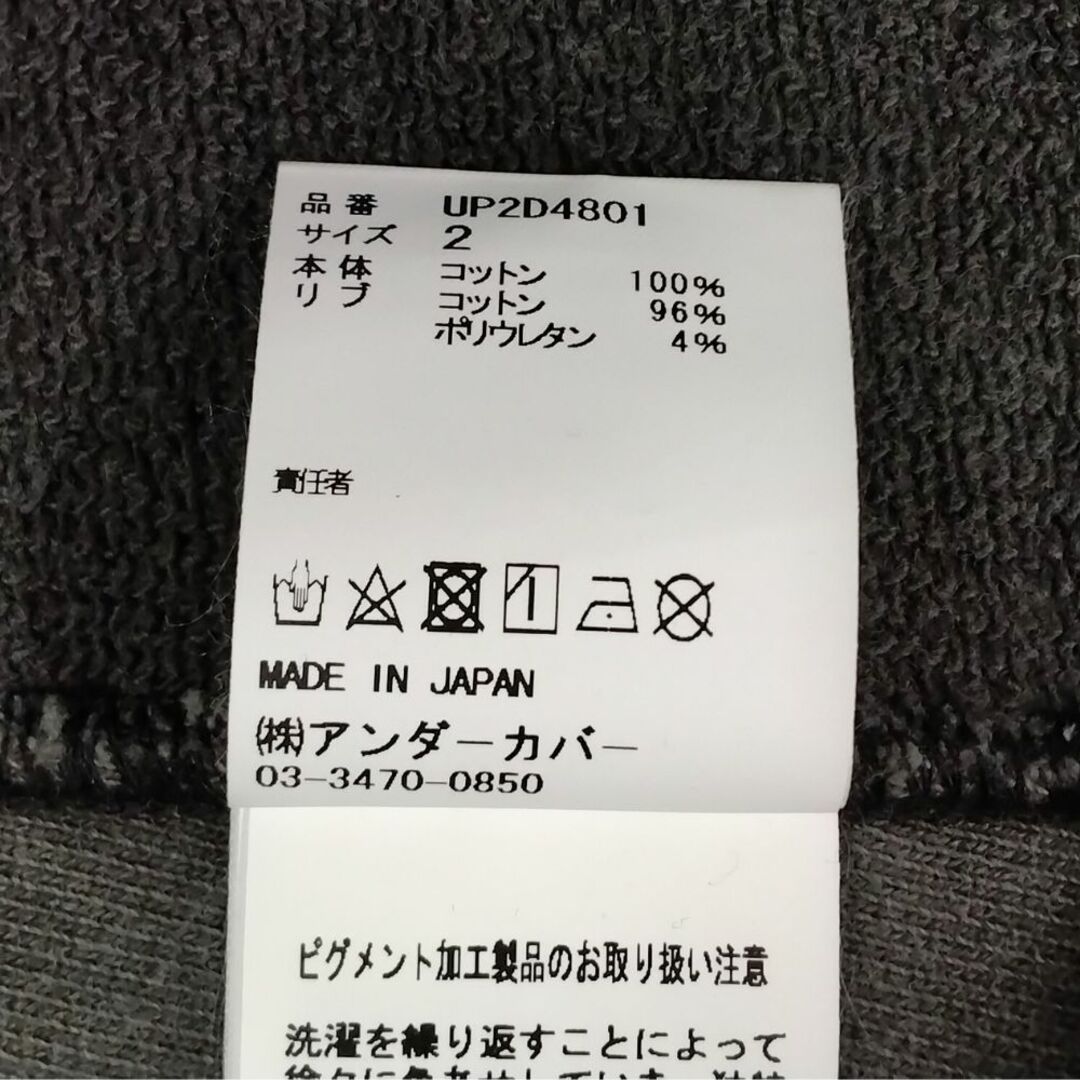 品番 UP2D4801
サイズ 2
本体 コットン 100%
リブ コットン 96%
ポリウレタン 4%
責任者
MADE IN JAPAN
㈱アンダーカバー
03-3470-0850
ピグメント加工製品のお取り扱い注意
洗濯を繰り返すことによって